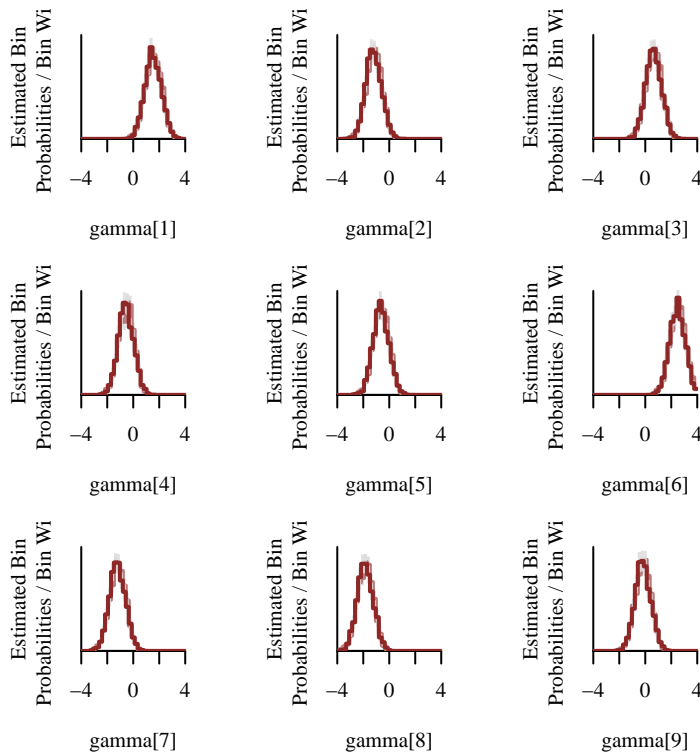 Estimated Bin
Probabilities / Bin Wi
−4 0 4
gamma[1]
Estimated Bin
Probabilities / Bin Wi
−4 0 4
gamma[2]
Estimated Bin
Probabilities / Bin Wi
−4 0 4
gamma[3]
Estimated Bin
Probabilities / Bin Wi
−4 0 4
gamma[4]
Estimated Bin
Probabilities / Bin Wi
−4 0 4
gamma[5]
Estimated Bin
Probabilities / Bin Wi
−4 0 4
gamma[6]
Estimated Bin
Probabilities / Bin Wi
−4 0 4
gamma[7]
Estimated Bin
Probabilities / Bin Wi
−4 0 4
gamma[8]
Estimated Bin
Probabilities / Bin Wi
−4 0 4
gamma[9]